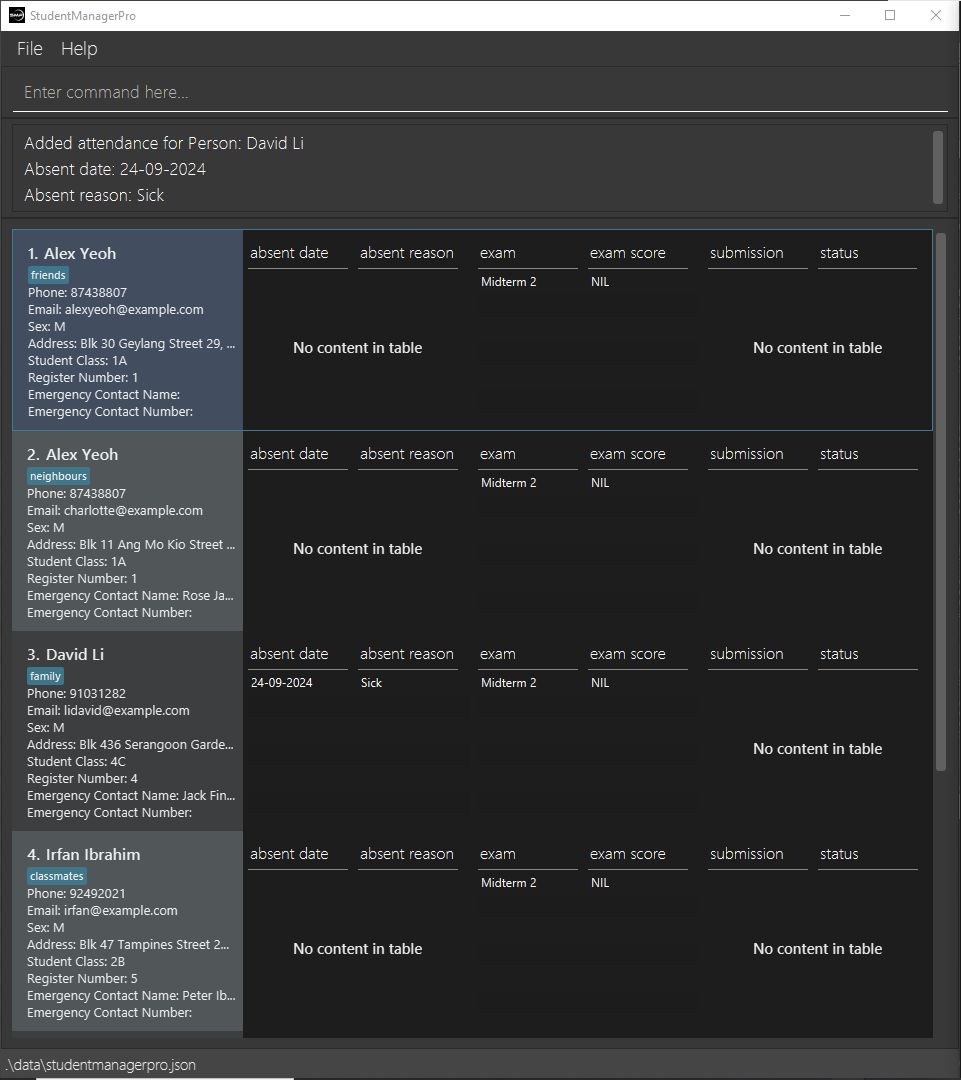 StudentManagerPro
File Help
Enter command here...
Added attendance for Person: David Li
Absent date: 24-09-2024
Absent reason: Sick
1. Alex Yeoh
friends
Phone: 87438807
Email: alexyeoh@example.com
Sex: M
Address: Blk 30 Geylang Street 29, ...
Student Class: 1A
Register Number: 1
Emergency Contact Name:
Emergency Contact Number:
absent date absent reason exam exam score submission status
Midterm 2 NIL
No content in table No content in table
2. Alex Yeoh
neighbours
Phone: 87438807
Email: charlotte@example.com
Sex: M
Address: Blk 11 Ang Mo Kio Street ...
Student Class: 1A
Register Number: 1
Emergency Contact Name: Rose Ja...
Emergency Contact Number:
absent date absent reason exam exam score submission status
Midterm 2 NIL
No content in table No content in table
3. David Li
family
Phone: 91031282
Email: lidavid@example.com
Sex: M
Address: Blk 436 Serangoon Garde...
Student Class: 4C
Register Number: 4
Emergency Contact Name: Jack Fin...
Emergency Contact Number:
absent date absent reason exam exam score submission status
24-09-2024 Sick Midterm 2 NIL
No content in table
4. Irfan Ibrahim
classmates
Phone: 92492021
Email: irfan@example.com
Sex: M
Address: Blk 47 Tampines Street 2...
Student Class: 2B
Register Number: 5
Emergency Contact Name: Peter Ib...
Emergency Contact Number:
absent date absent reason exam exam score submission status
Midterm 2 NIL
No content in table No content in table
.\data\studentmanagerpro.json